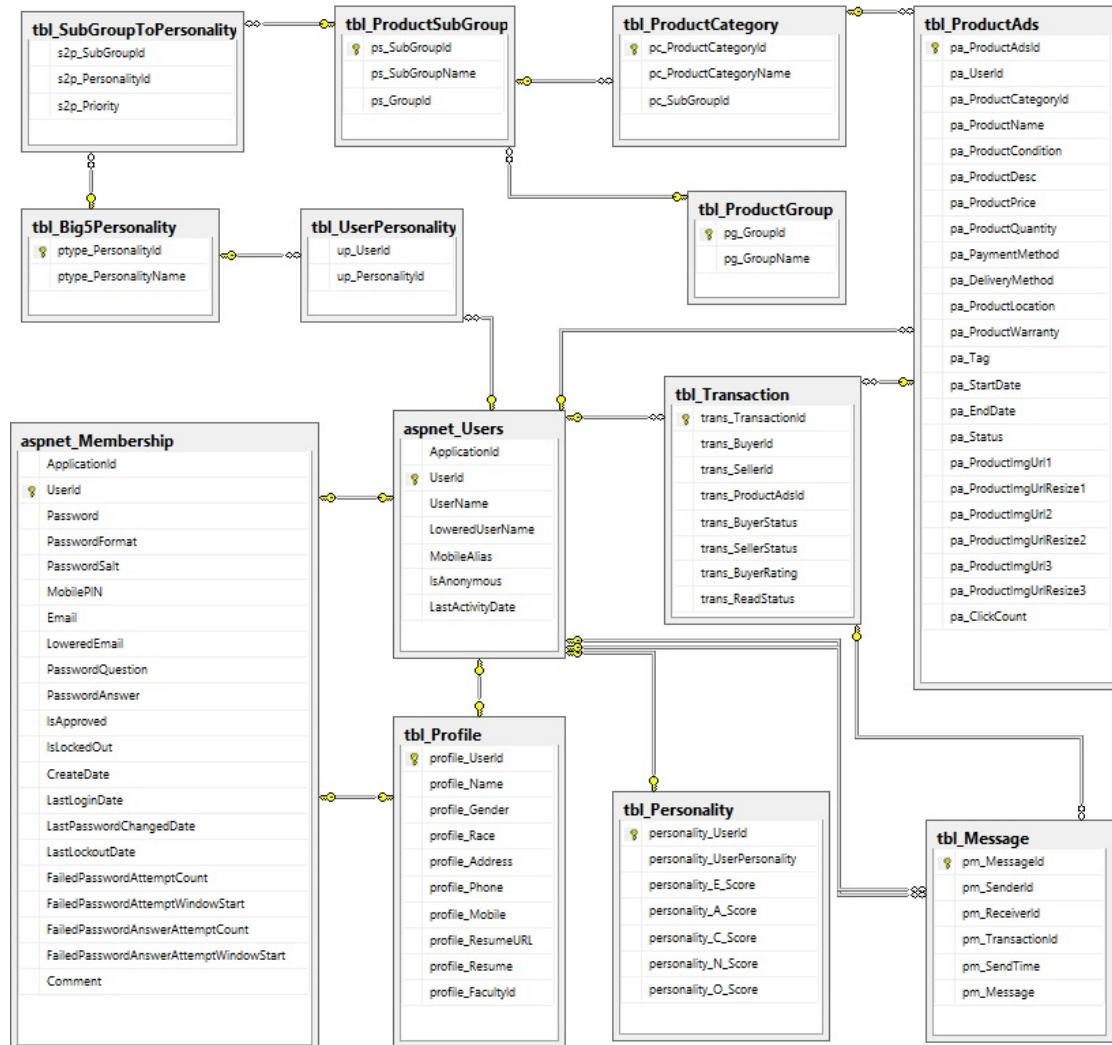 tbl_SubGroupToPersonality
s2p_SubGroupId
s2p_PersonalityId
s2p_Priority
tbl_ProductSubGroup
ps_SubGroupId
ps_SubGroupName
ps_GroupId
tbl_ProductCategory
pc_ProductCategoryId
pc_ProductCategoryName
pc_SubGroupId
tbl_ProductAds
pa_ProductAdsId
pa_UserId
pa_ProductCategoryId
pa_ProductName
pa_ProductCondition
pa_ProductDesc
pa_ProductPrice
pa_ProductQuantity
pa_PaymentMethod
pa_DeliveryMethod
pa_ProductLocation
pa_ProductWarranty
pa_Tag
pa_StartDate
pa_EndDate
pa_Status
pa_ProductImgUrl1
pa_ProductImgUrlResize1
pa_ProductImgUrl2
pa_ProductImgUrlResize2
pa_ProductImgUrl3
pa_ProductImgUrlResize3
pa_ClickCount
tbl_Big5Personality
ptype_PersonalityId
ptype_PersonalityName
tbl_UserPersonality
up_UserId
up_PersonalityId
tbl_ProductGroup
pg_GroupId
pg_GroupName
aspnet_Membership
ApplicationId
UserId
Password
PasswordFormat
PasswordSalt
MobilePIN
Email
LoweredEmail
PasswordQuestion
PasswordAnswer
IsApproved
IsLockedOut
CreateDate
LastLoginDate
LastPasswordChangedDate
LastLockoutDate
FailedPasswordAttemptCount
FailedPasswordAttemptWindowStart
FailedPasswordAnswerAttemptCount
FailedPasswordAnswerAttemptWindowStart
Comment
aspnet_Users
ApplicationId
UserId
UserName
LoweredUserName
MobileAlias
IsAnonymous
LastActivityDate
tbl_Transaction
trans_TransactionId
trans_BuyerId
trans_SellerId
trans_ProductAdsId
trans_BuyerStatus
trans_SellerStatus
trans_BuyerRating
trans_ReadStatus
tbl_Profile
profile_UserId
profile_Name
profile_Gender
profile_Race
profile_Address
profile_Phone
profile_Mobile
profile_ResumeURL
profile_Resume
profile_FacultyId
tbl_Personality
personality_UserId
personality_UserPersonality
personality_E_Score
personality_A_Score
personality_C_Score
personality_N_Score
personality_O_Score
tbl_Message
pm_MessageId
pm_SenderId
pm_ReceiverId
pm_TransactionId
pm_SendTime
pm_Message